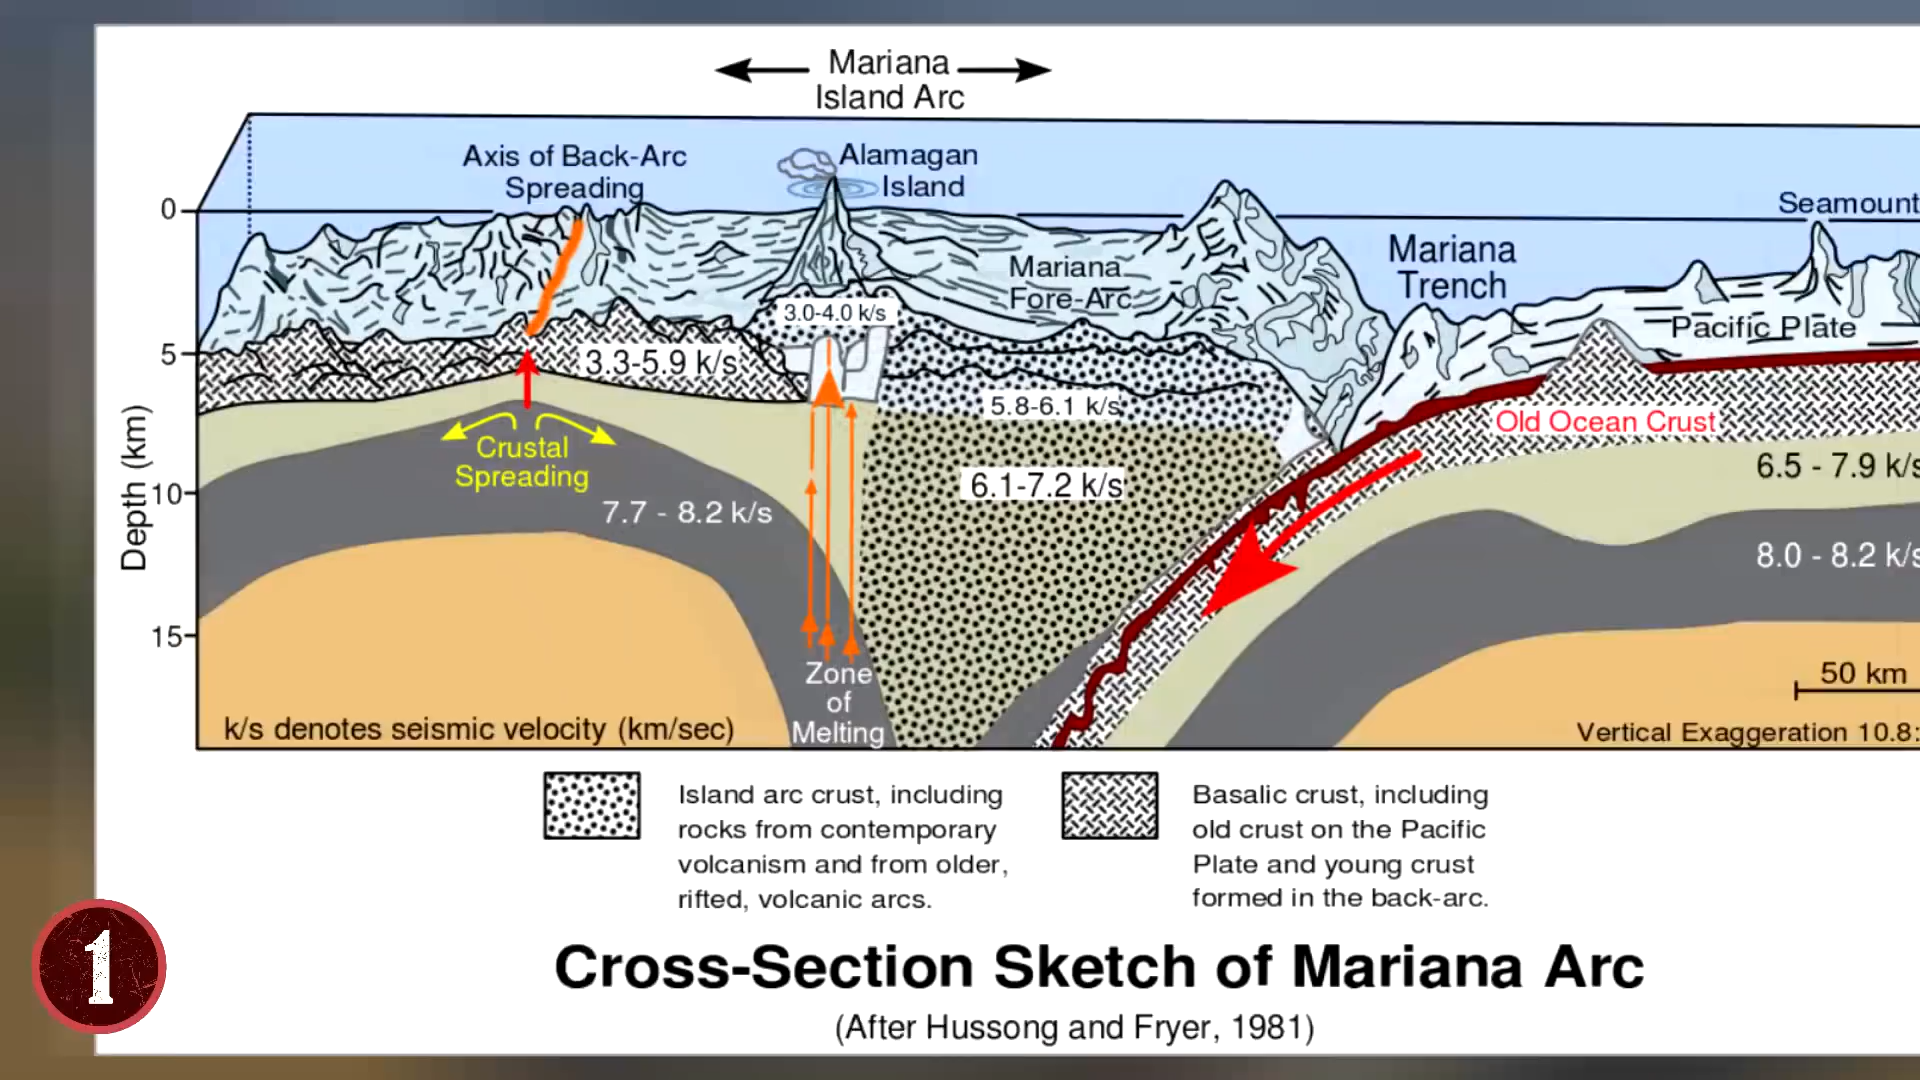 Mariana
Island Arc
Axis of Back-Arc
Spreading
Alamagan
Island
Seamount
0
Mariana
Trench
Mariana
Fore-Arc
3.0-4.0 k/s
Pacific Plate
5
3.3-5.9 k/s
5.8-6.1 k/s
Old Ocean Crust
Crustal
Spreading
6.5 - 7.9 k/s
6.1-7.2 k/s
Depth (km)
10
7.7 - 8.2 k/s
8.0 - 8.2 k/s
15
Zone
of
Melting
50 km
k/s denotes seismic velocity (km/sec)
Vertical Exaggeration 10.8:
Island arc crust, including
rocks from contemporary
volcanism and from older,
rifted, volcanic arcs.
Basalic crust, including
old crust on the Pacific
Plate and young crust
formed in the back-arc.
1
Cross-Section Sketch of Mariana Arc
(After Hussong and Fryer, 1981)